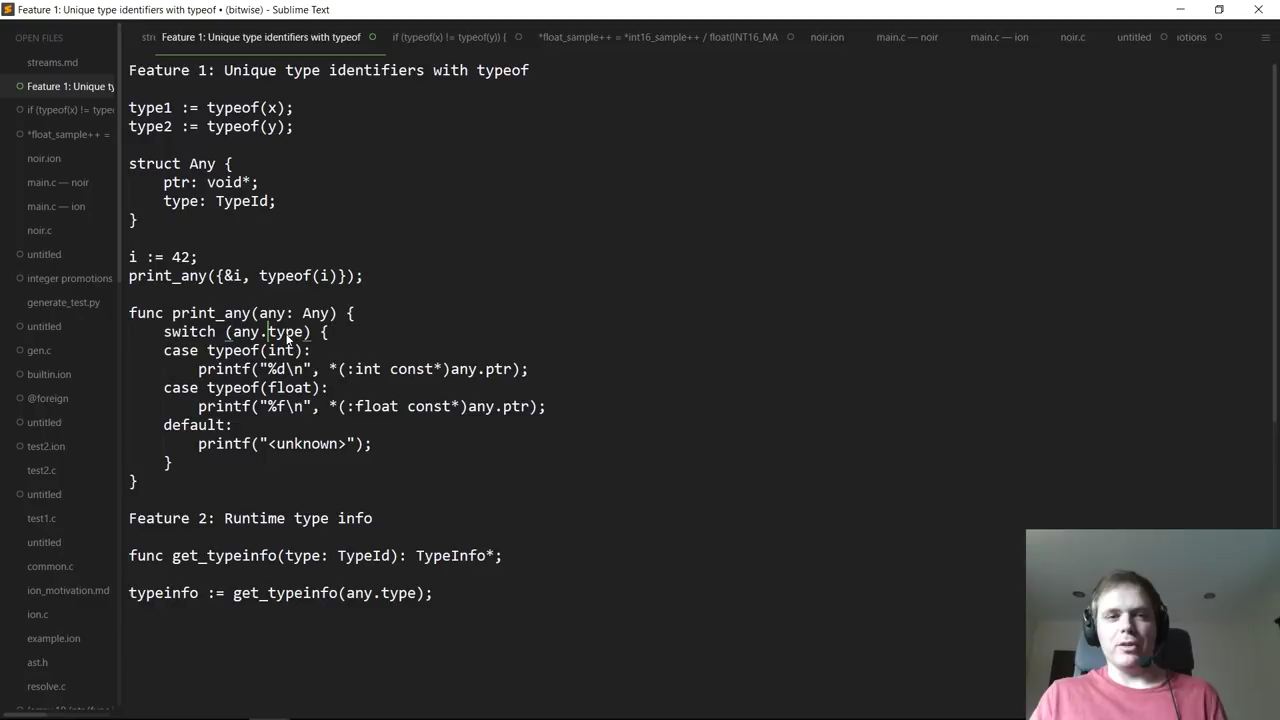 Feature 1: Unique type identifiers with typeof • (bitwise) - Sublime Text
OPEN FILES
streams.md
Feature 1: Unique ty
if (typeof(x) != typeo
*float_sample++ =
noir.ion
main.c — noir
main.c — ion
noir.c
untitled
integer promotions
generate_test.py
untitled
gen.c
builtin.ion
@foreign
untitled
test2.ion
test2.c
untitled
test1.c
untitled
common.c
ion_motivation.md
ion.c
example.ion
ast.h
resolve.c
str
Feature 1: Unique type identifiers with typeof
if (typeof(x) != typeof(y)) {
*float_sample++ = *int16_sample++ / float(INT16_MA
noir.ion
main.c — noir
main.c — ion
noir.c
untitled
iotions
Feature 1: Unique type identifiers with typeof
type1 := typeof(x);
type2 := typeof(y);
struct Any {
    ptr: void*;
    type: TypeId;
}
i := 42;
print_any({&i, typeof(i)});
func print_any(any: Any) {
    switch (any.type) {
    case typeof(int):
        printf("%d\n", *(:int const*)any.ptr);
    case typeof(float):
        printf("%f\n", *(:float const*)any.ptr);
    default:
        printf("<unknown>");
    }
}
Feature 2: Runtime type info
func get_typeinfo(type: TypeId): TypeInfo*;
typeinfo := get_typeinfo(any.type);